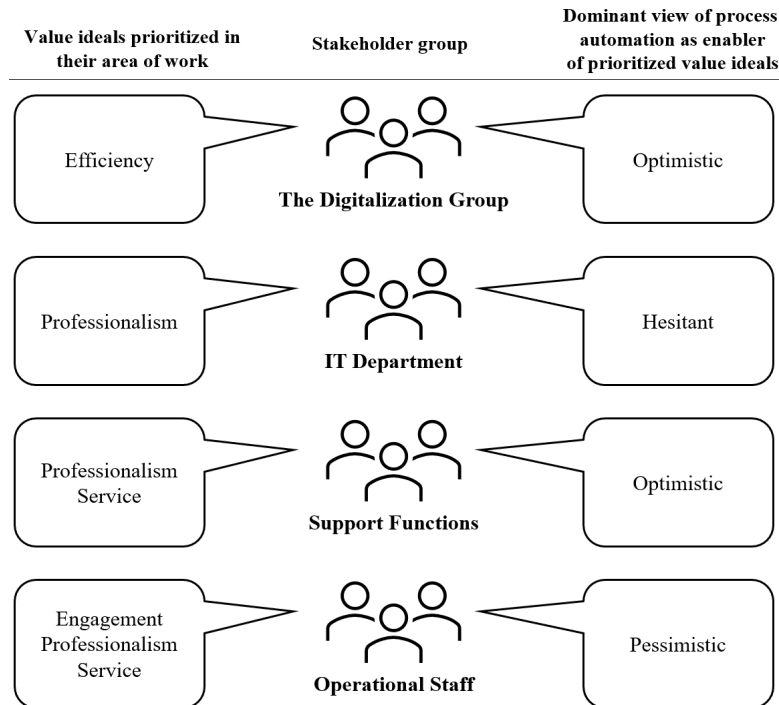 Value ideals prioritized in
their area of work
Stakeholder group
Dominant view of process
automation as enabler
of prioritized value ideals
Efficiency
The Digitalization Group
Optimistic
Professionalism
IT Department
Hesitant
Professionalism
Service
Support Functions
Optimistic
Engagement
Professionalism
Service
Operational Staff
Pessimistic